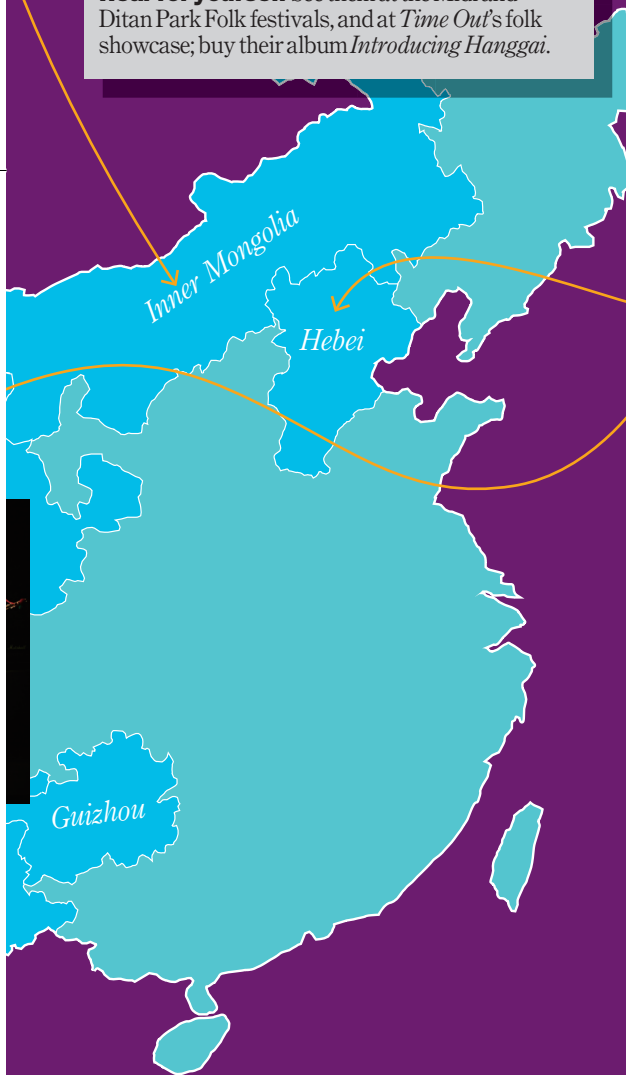 Ditan Park Folk festivals, and at Time Out's folk
showcase; buy their album Introducing Hanggai.
Inner Mongolia
Hebei
Guizhou